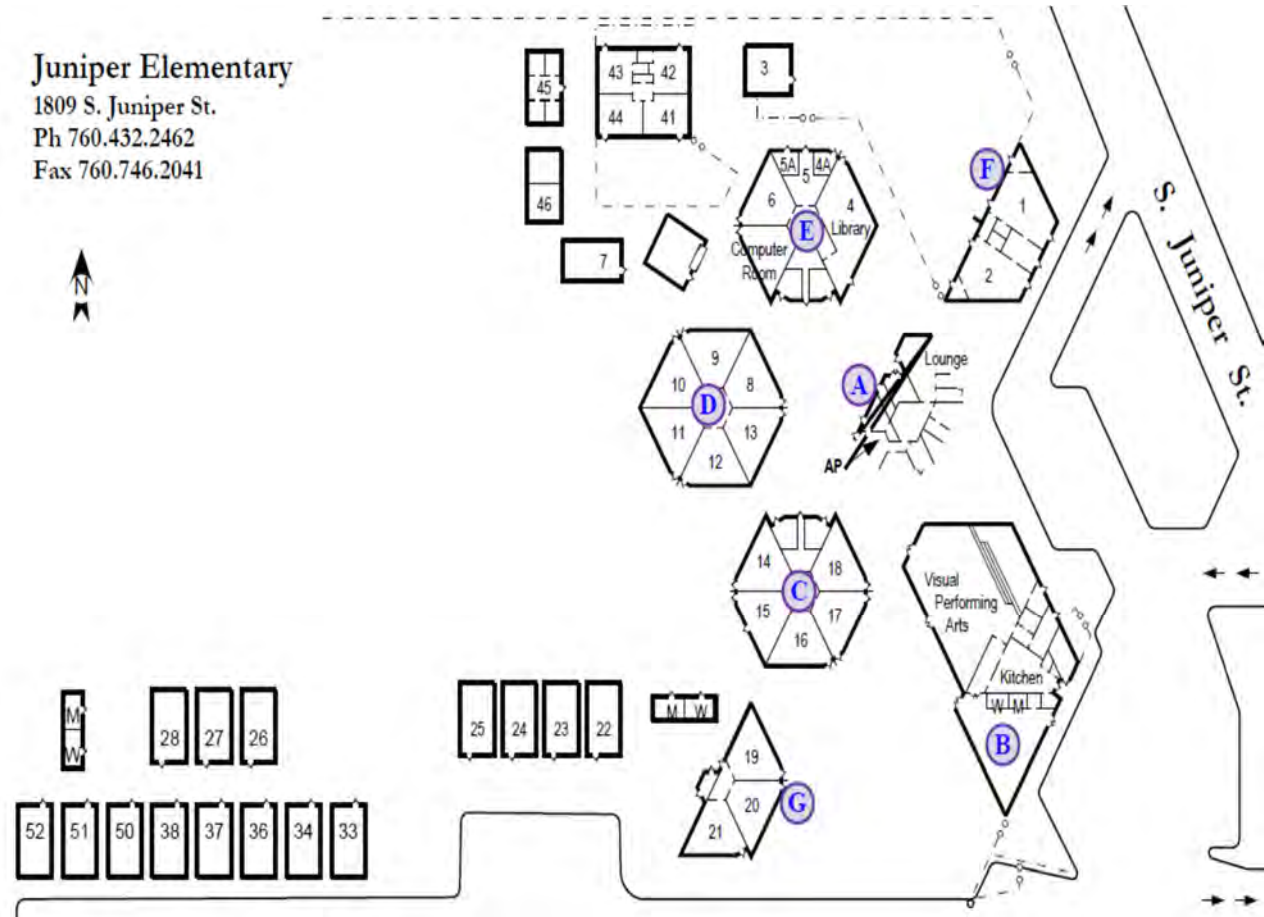 Juniper Elementary
1809 S. Juniper St.
Ph 760.432.2462
Fax 760.746.2041
N
45
43
42
44
41
3
46
7
5A
4A
5
6
4
E
Library
Computer
Room
F
1
2
S. Juniper St.
9
10
8
D
11
13
12
A
Lounge
AP
14
18
C
15
17
16
Visual
Performing
Arts
Kitchen
W M
B
M
W
28
27
26
25
24
23
22
M W
19
20
G
21
52
51
50
38
37
36
34
33